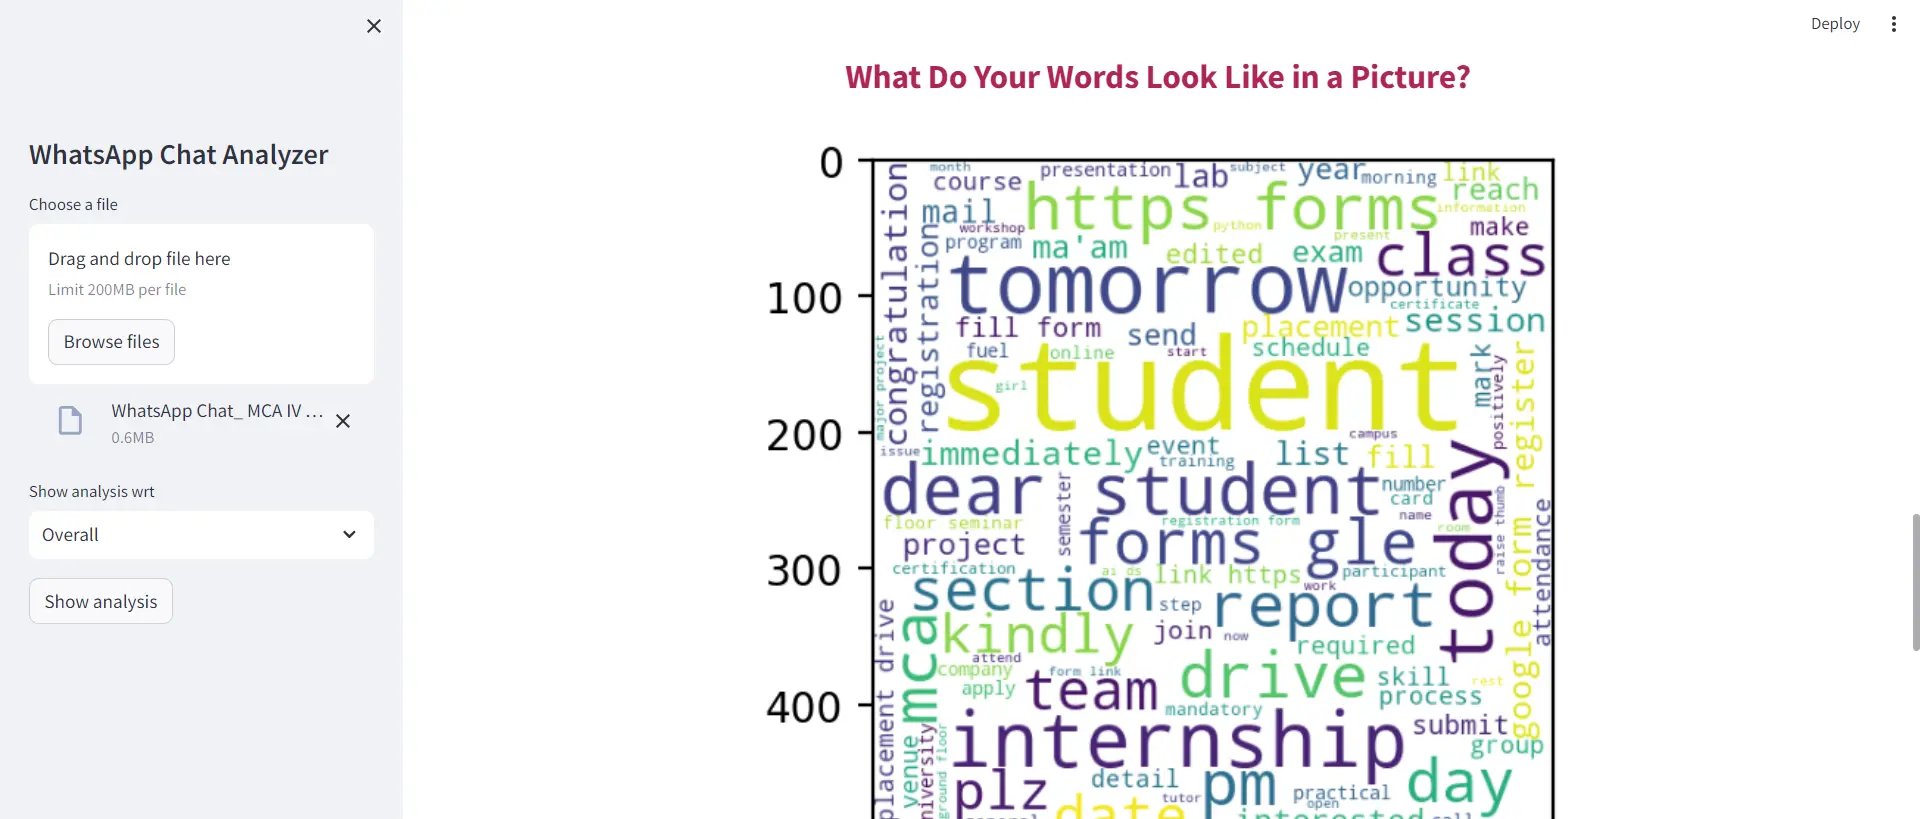 Deploy
WhatsApp Chat Analyzer
Choose a file
Drag and drop file here
Limit 200MB per file
Browse files
WhatsApp Chat_ MCA IV ...
0.6MB
Show analysis wrt
Overall
Show analysis
What Do Your Words Look Like in a Picture?
0
100
200
300
400
month presentation lab subject year morning link
course https forms reach
mail information
workshop python present make
program ma'am edited exam class
congratulation
registration
tomorrow opportunity
certificate
fill form send placement session
fuel online start schedule
student
girl
major project
mark
positively
google form register
campus
issue immediately event list fill
training
today
dear student number
card
semester
name
floor seminar registration form room
raise thumb
attendance
project forms gle
certification ai ds link https participant
section step work report
mca
kindly join now required
placement drive
attend
company form link drive skill rest
apply team process
mandatory
internship submit
group
venue
ground floor
plz detail pm practical day
tutor open
date